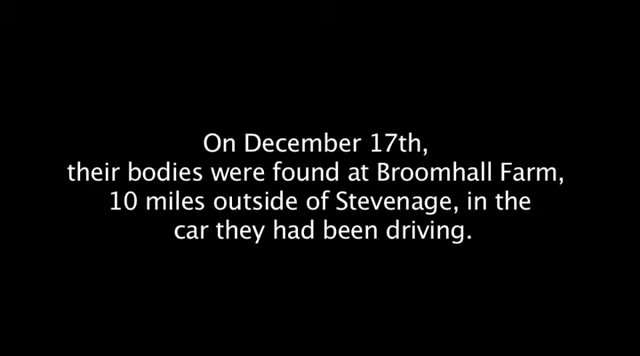 On December 17th,
their bodies were found at Broomhall Farm,
10 miles outside of Stevenage, in the
car they had been driving.